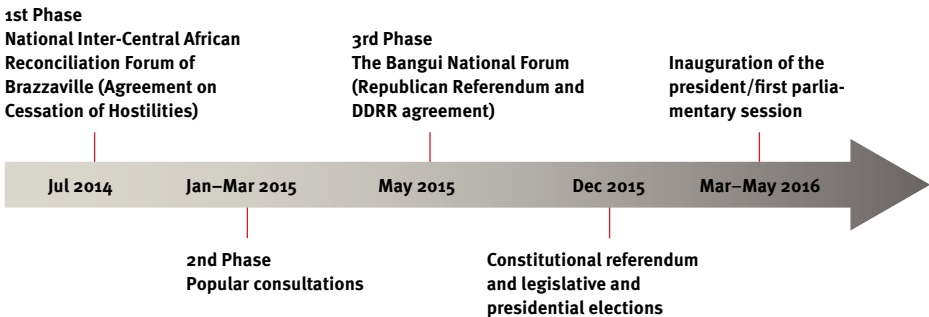 1st Phase
National Inter-Central African
Reconciliation Forum of
Brazzaville (Agreement on
Cessation of Hostilities)
3rd Phase
The Bangui National Forum
(Republican Referendum and
DDRR agreement)
Inauguration of the
president/first parlia-
mentary session
Jul 2014
Jan–Mar 2015
May 2015
Dec 2015
Mar–May 2016
2nd Phase
Popular consultations
Constitutional referendum
and legislative and
presidential elections